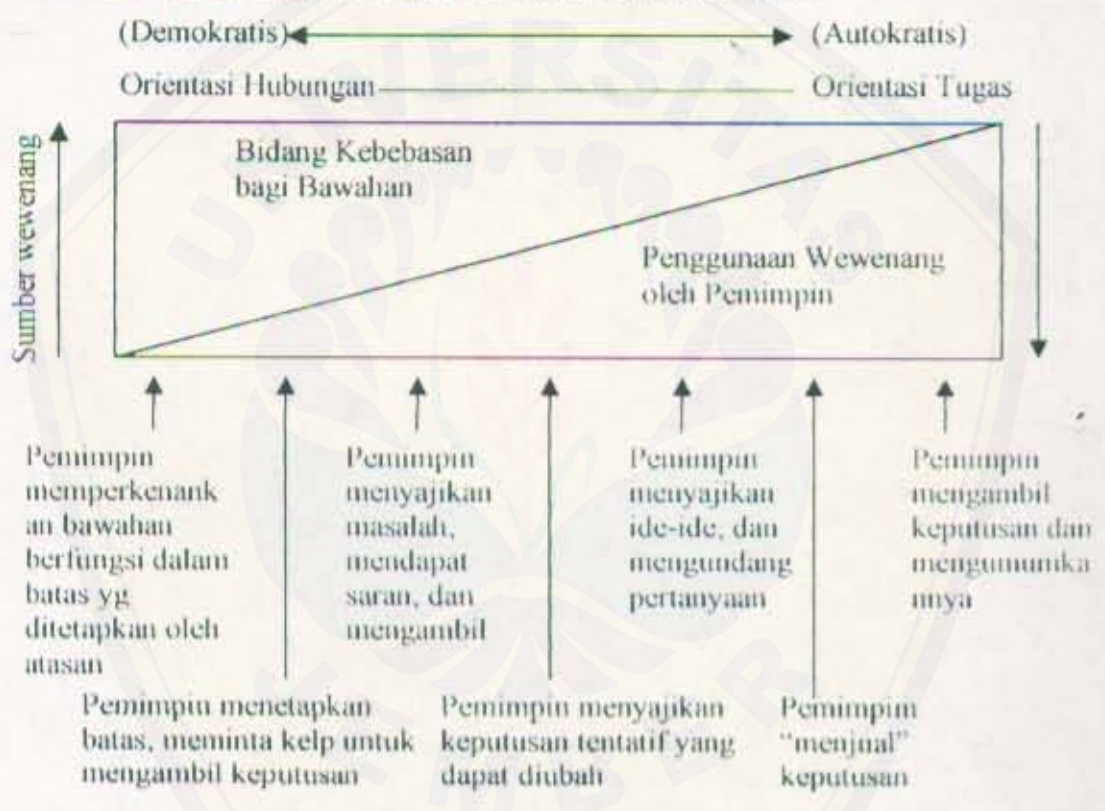 (Demokratis)
(Autokratis)
Orientasi Hubungan
Orientasi Tugas
Sumber wewenang
Bidang Kebebasan
bagi Bawahan
Penggunaan Wewenang
oleh Pemimpin
Pemimpin
memperkenank
an bawahan
berfungsi dalam
batas yg
ditetapkan oleh
atasan
Pemimpin menetapkan
batas, meminta kelp untuk
mengambil keputusan
Pemimpin
menyajikan
masalah,
mendapat
saran, dan
mengambil
Pemimpin menyajikan
keputusan tentatif yang
dapat diubah
Pemimpin
menyajikan
ide-ide, dan
mengundang
pertanyaan
Pemimpin
“menjual”
keputusan
Pemimpin
mengambil
keputusan dan
mengumumka
nnya
UNIVERSITAS
JEMBER